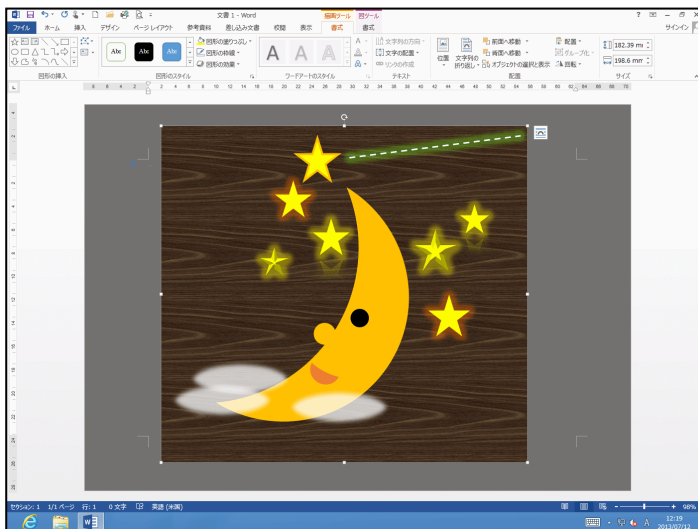 文書 1 - Word
描画ツール 図ツール
ファイル ホーム 挿入 デザイン ページ レイアウト 参考資料 差し込み文書 校閲 表示 書式 書式 サインイン
Abc Abc Abc
図形の塗りつぶし
図形の枠線
図形の効果
A A A
文字列の方向
文字の配置
リンクの作成
位置 文字列の折り返し
前面へ移動
背面へ移動
オブジェクトの選択と表示
配置
グループ化
回転
182.39 mm
198.6 mm
図形の挿入 図形のスタイル ワードアートのスタイル テキスト 配置 サイズ
セクション: 1 1/1 ページ 行: 1 0 文字 英語 (米国) 98%
12:19
2013/07/12